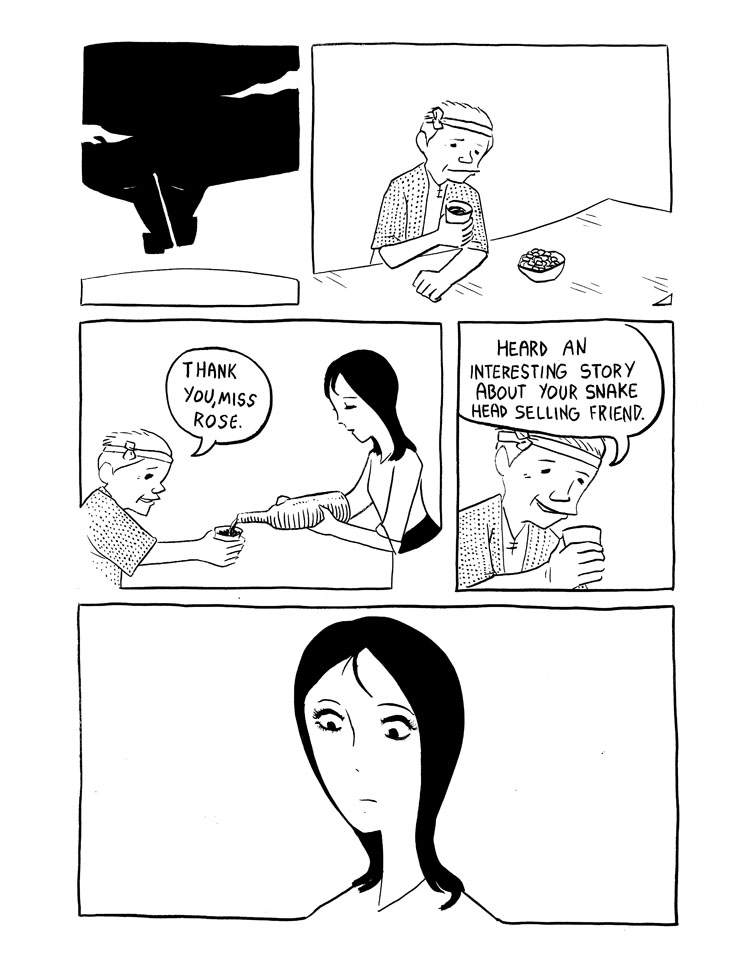 THANK
YOU, MISS
ROSE.
HEARD AN
INTERESTING STORY
ABOUT YOUR SNAKE
HEAD SELLING FRIEND.